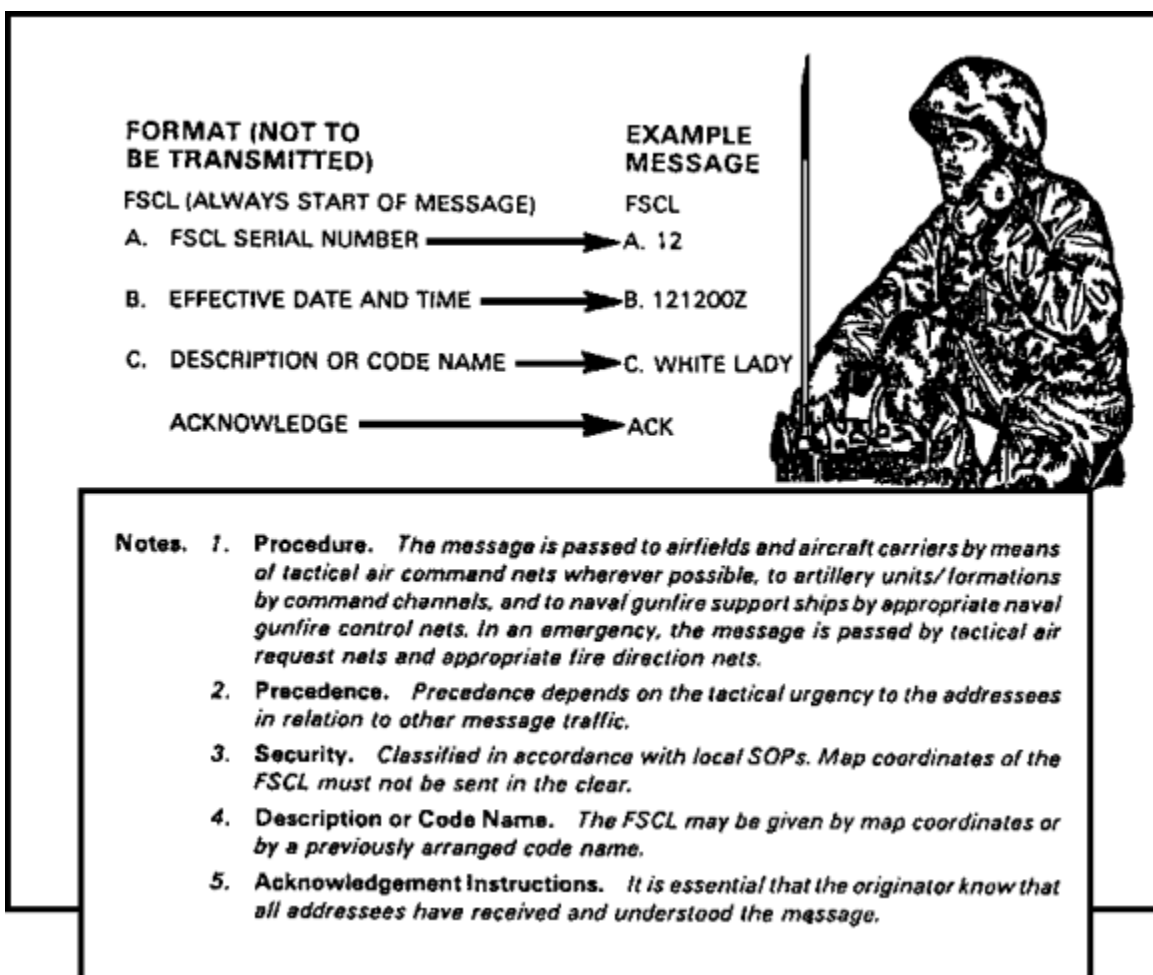 FORMAT (NOT TO
BE TRANSMITTED)
EXAMPLE
MESSAGE
FSCL (ALWAYS START OF MESSAGE) FSCL
A. FSCL SERIAL NUMBER A. 12
B. EFFECTIVE DATE AND TIME B. 121200Z
C. DESCRIPTION OR CODE NAME C. WHITE LADY
ACKNOWLEDGE ACK
Notes. 1. Procedure. The message is passed to airfields and aircraft carriers by means
of tactical air command nets wherever possible, to artillery units/formations
by command channels, and to naval gunfire support ships by appropriate naval
gunfire control nets. In an emergency, the message is passed by tactical air
request nets and appropriate fire direction nets.
2. Precedence. Precedence depends on the tactical urgency to the addressees
in relation to other message traffic.
3. Security. Classified in accordance with local SOPs. Map coordinates of the
FSCL must not be sent in the clear.
4. Description or Code Name. The FSCL may be given by map coordinates or
by a previously arranged code name.
5. Acknowledgement Instructions. It is essential that the originator know that
all addressees have received and understood the message.